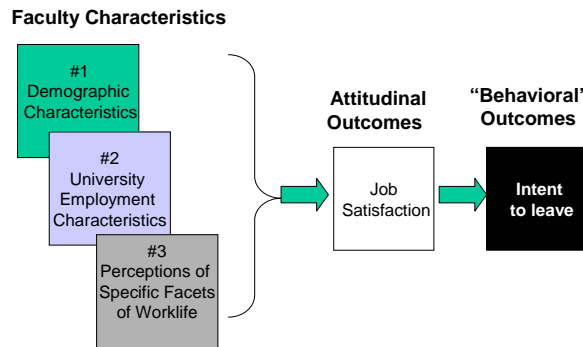 Faculty Characteristics
#1
Demographic
Characteristics
#2
University
Employment
Characteristics
#3
Perceptions of
Specific Facets
of Worklife
Attitudinal
Outcomes
Job
Satisfaction
“Behavioral”
Outcomes
Intent
to leave